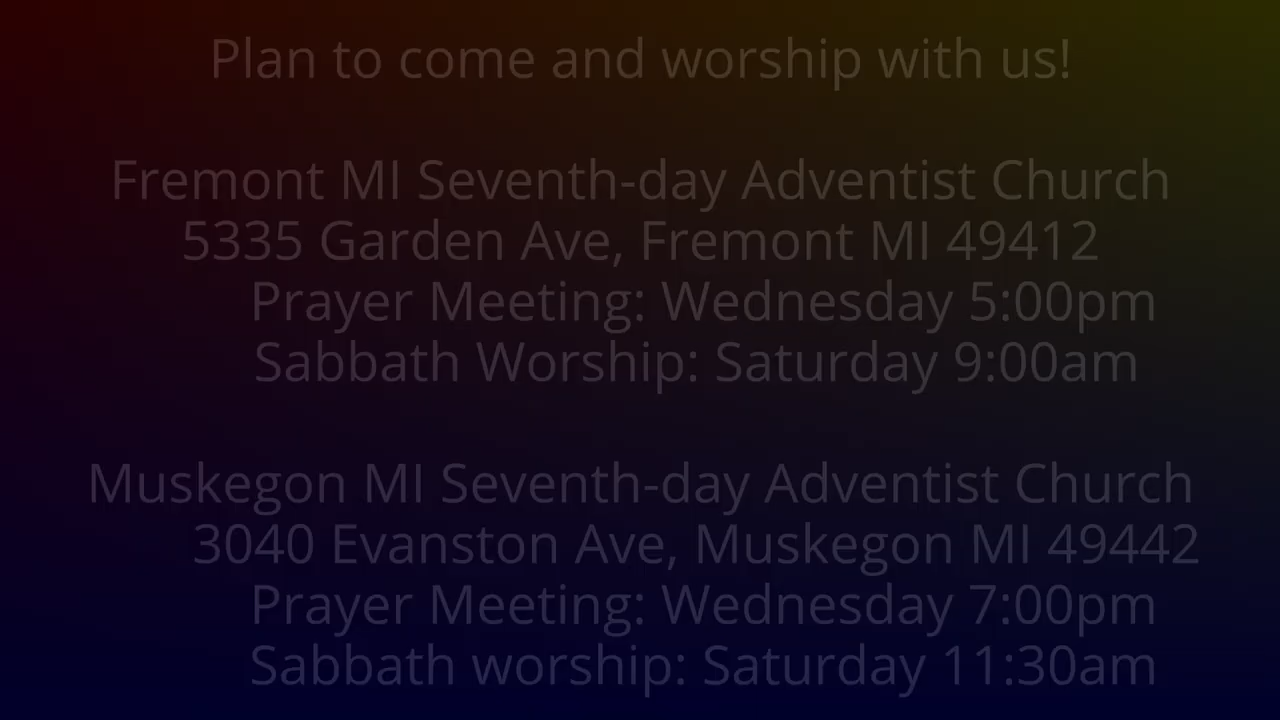 Plan to come and worship with us!
Fremont MI Seventh-day Adventist Church
5335 Garden Ave, Fremont MI 49412
Prayer Meeting: Wednesday 5:00pm
Sabbath Worship: Saturday 9:00am
Muskegon MI Seventh-day Adventist Church
3040 Evanston Ave, Muskegon MI 49442
Prayer Meeting: Wednesday 7:00pm
Sabbath worship: Saturday 11:30am